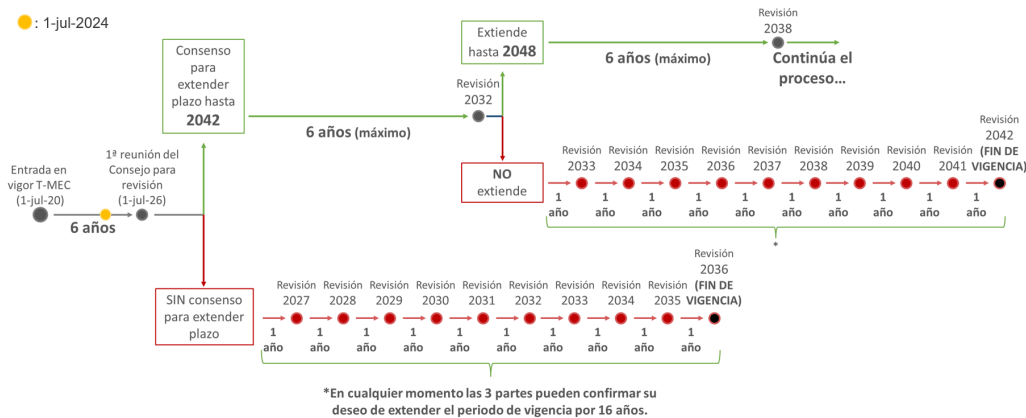 : 1-jul-2024
Entrada en
vigor T-MEC
(1-jul-20)
6 años
1ª reunión del
Consejo para
revisión
(1-jul-26)
Consenso
para
extender
plazo hasta
2042
6 años (máximo)
Revisión
2032
Extiende
hasta 2048
6 años (máximo)
Revisión
2038
Continúa el
proceso...
NO
extiende
Revisión
2033
Revisión
2034
Revisión
2035
Revisión
2036
Revisión
2037
Revisión
2038
Revisión
2039
Revisión
2040
Revisión
2041
Revisión
2042
(FIN DE
VIGENCIA)
1
año
1
año
1
año
1
año
1
año
1
año
1
año
1
año
1
año
1
año
*
SIN consenso
para extender
plazo
Revisión
2027
Revisión
2028
Revisión
2029
Revisión
2030
Revisión
2031
Revisión
2032
Revisión
2033
Revisión
2034
Revisión
2035
Revisión
2036
(FIN DE
VIGENCIA)
1
año
1
año
1
año
1
año
1
año
1
año
1
año
1
año
1
año
1
año
*En cualquier momento las 3 partes pueden confirmar su
deseo de extender el periodo de vigencia por 16 años.